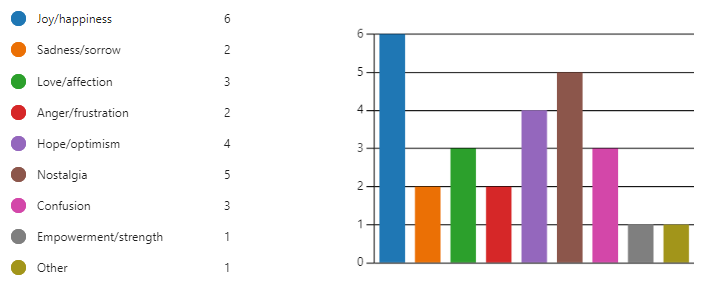 Joy/happiness 6
Sadness/sorrow 2
Love/affection 3
Anger/frustration 2
Hope/optimism 4
Nostalgia 5
Confusion 3
Empowerment/strength 1
Other 1
6
5
4
3
2
1
0